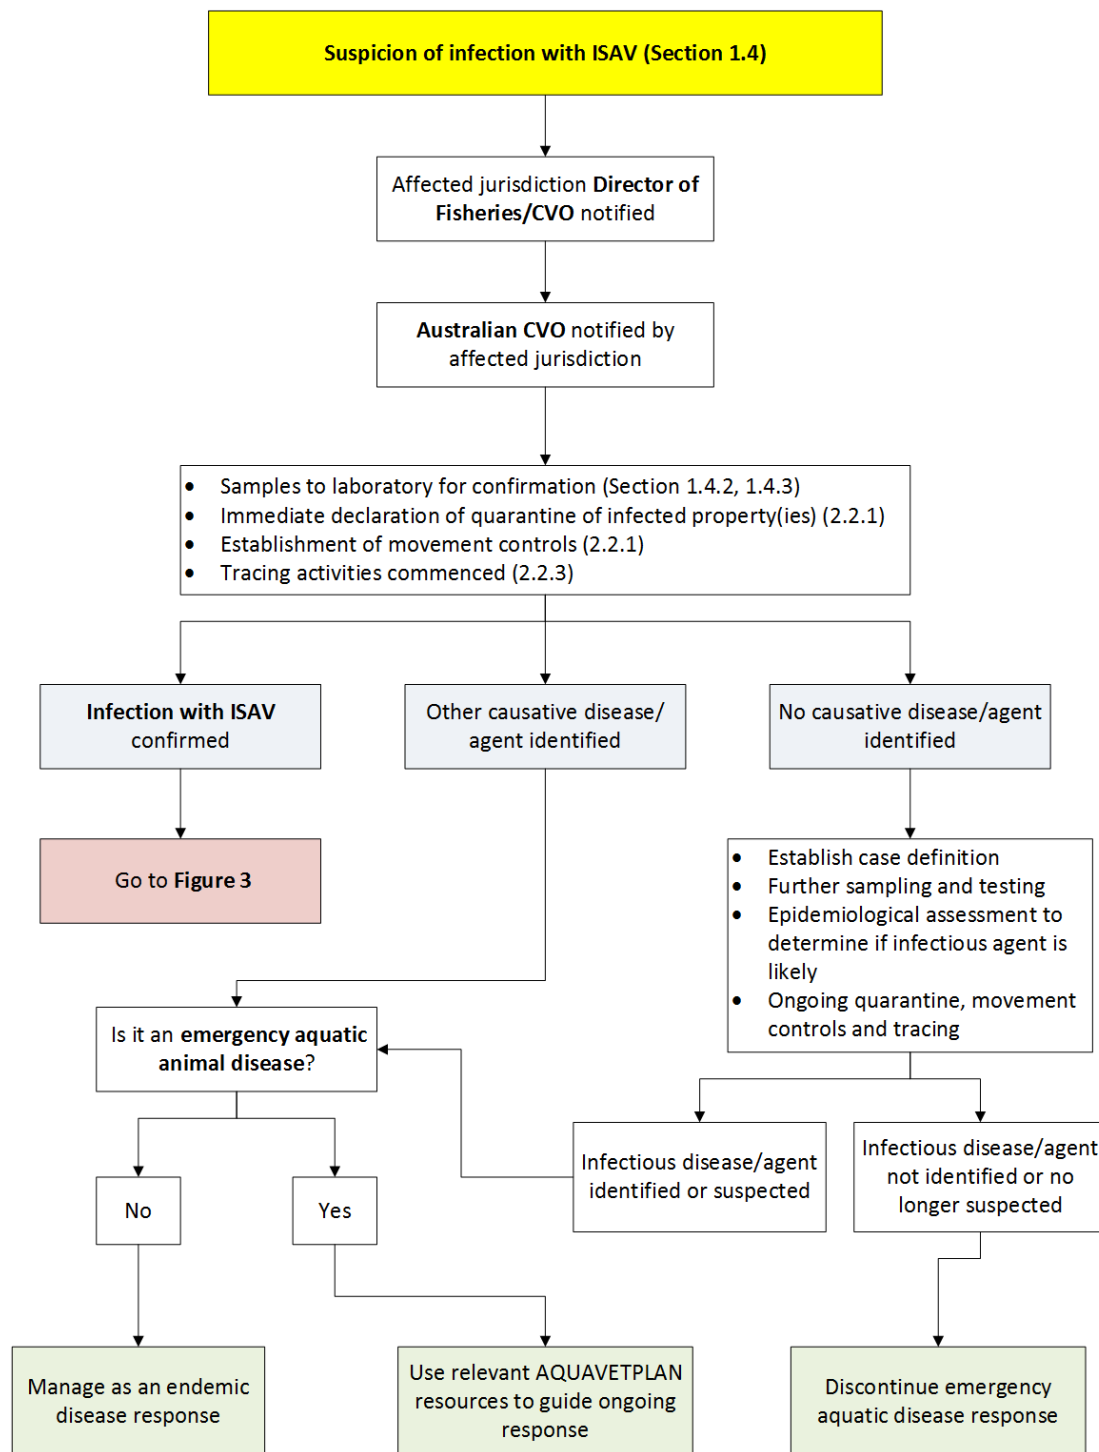 Suspicion of infection with ISAV (Section 1.4)
Affected jurisdiction Director of
Fisheries/CVO notified
Australian CVO notified by
affected jurisdiction
• Samples to laboratory for confirmation (Section 1.4.2, 1.4.3)
• Immediate declaration of quarantine of infected property(ies) (2.2.1)
• Establishment of movement controls (2.2.1)
• Tracing activities commenced (2.2.3)
Infection with ISAV
confirmed
Other causative disease/
agent identified
No causative disease/agent
identified
Go to Figure 3
• Establish case definition
• Further sampling and testing
• Epidemiological assessment to
determine if infectious agent is
likely
• Ongoing quarantine, movement
controls and tracing
Is it an emergency aquatic
animal disease?
Infectious disease/agent
identified or suspected
Infectious disease/agent
not identified or no
longer suspected
No
Yes
Manage as an endemic
disease response
Use relevant AQUAVETPLAN
resources to guide ongoing
response
Discontinue emergency
aquatic disease response